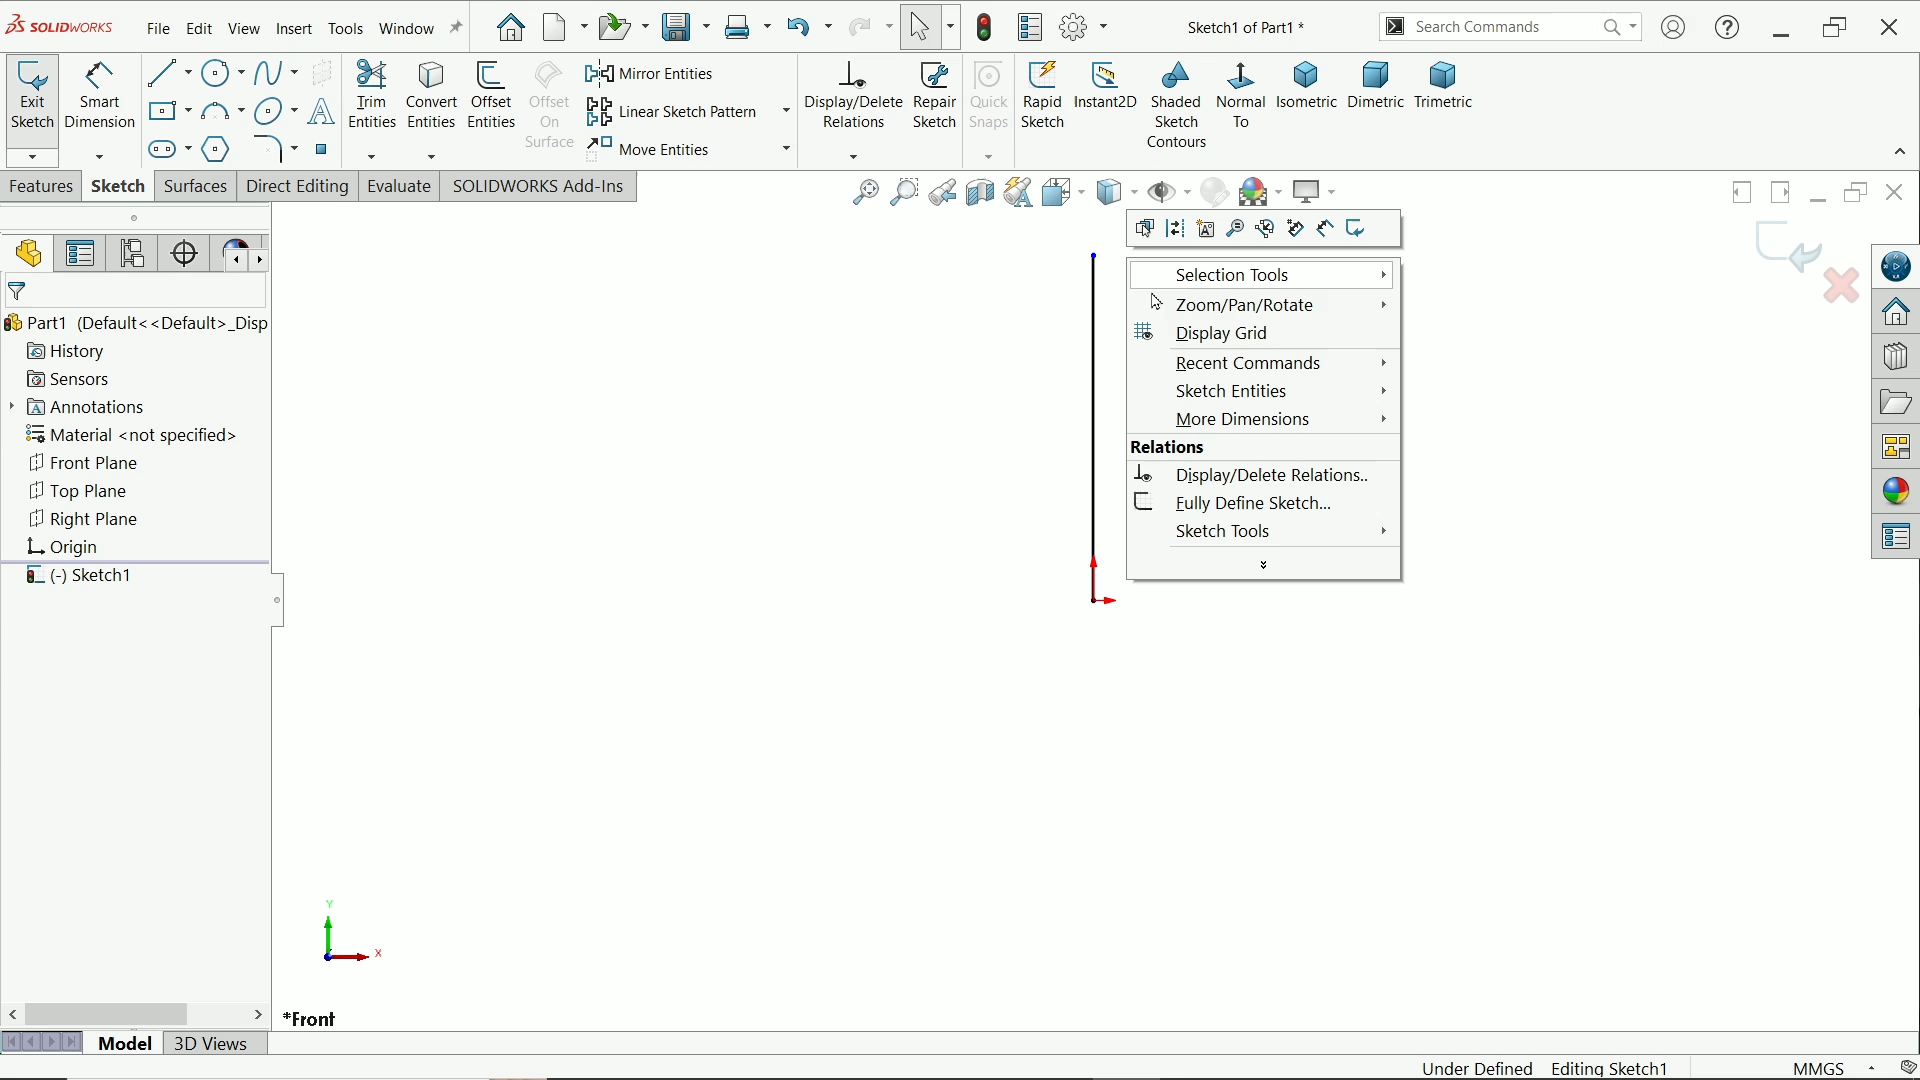 SOLIDWORKS
File Edit View Insert Tools Window
Sketch1 of Part1 *
Search Commands
Exit Sketch
Smart Dimension
Trim Entities
Convert Entities
Offset Entities
Offset On Surface
Mirror Entities
Linear Sketch Pattern
Move Entities
Display/Delete Relations
Repair Sketch
Quick Snaps
Rapid Sketch
Instant2D
Shaded Sketch Contours
Normal To
Isometric
Dimetric
Trimetric
Features Sketch Surfaces Direct Editing Evaluate SOLIDWORKS Add-Ins
Part1 (Default<<Default>_Disp
History
Sensors
Annotations
Material <not specified>
Front Plane
Top Plane
Right Plane
Origin
(-) Sketch1
Selection Tools
Zoom/Pan/Rotate
Display Grid
Recent Commands
Sketch Entities
More Dimensions
Relations
Display/Delete Relations..
Fully Define Sketch...
Sketch Tools
Y
X
*Front
Model 3D Views
Under Defined Editing Sketch1 MMGS